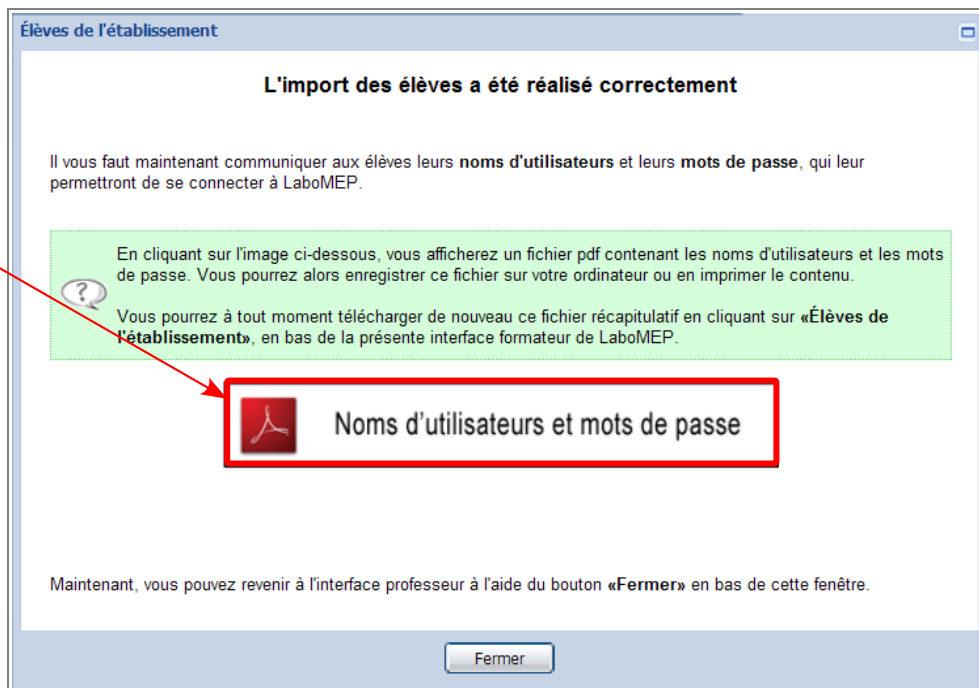 Élèves de l'établissement
L'import des élèves a été réalisé correctement
Il vous faut maintenant communiquer aux élèves leurs noms d'utilisateurs et leurs mots de passe, qui leur
permettront de se connecter à LaboMEP.
En cliquant sur l'image ci-dessous, vous afficherez un fichier pdf contenant les noms d'utilisateurs et les mots
de passe. Vous pourrez alors enregistrer ce fichier sur votre ordinateur ou en imprimer le contenu.
?
Vous pourrez à tout moment télécharger de nouveau ce fichier récapitulatif en cliquant sur «Élèves de
l'établissement», en bas de la présente interface formateur de LaboMEP.
Noms d'utilisateurs et mots de passe
Maintenant, vous pouvez revenir à l'interface professeur à l'aide du bouton «Fermer» en bas de cette fenêtre.
Fermer